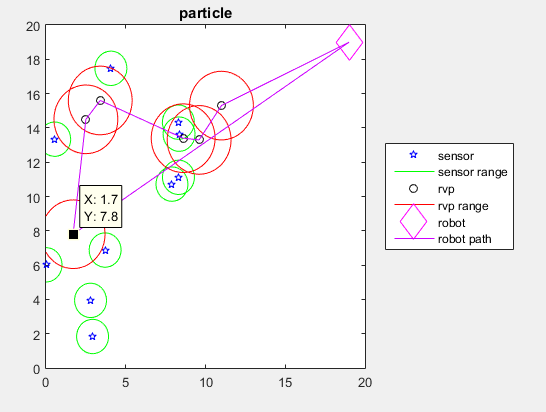 particle
20
18
16
14
12
10
8
6
4
2
0
X: 1.7
Y: 7.8
0 5 10 15 20
sensor
sensor range
rvp
rvp range
robot
robot path